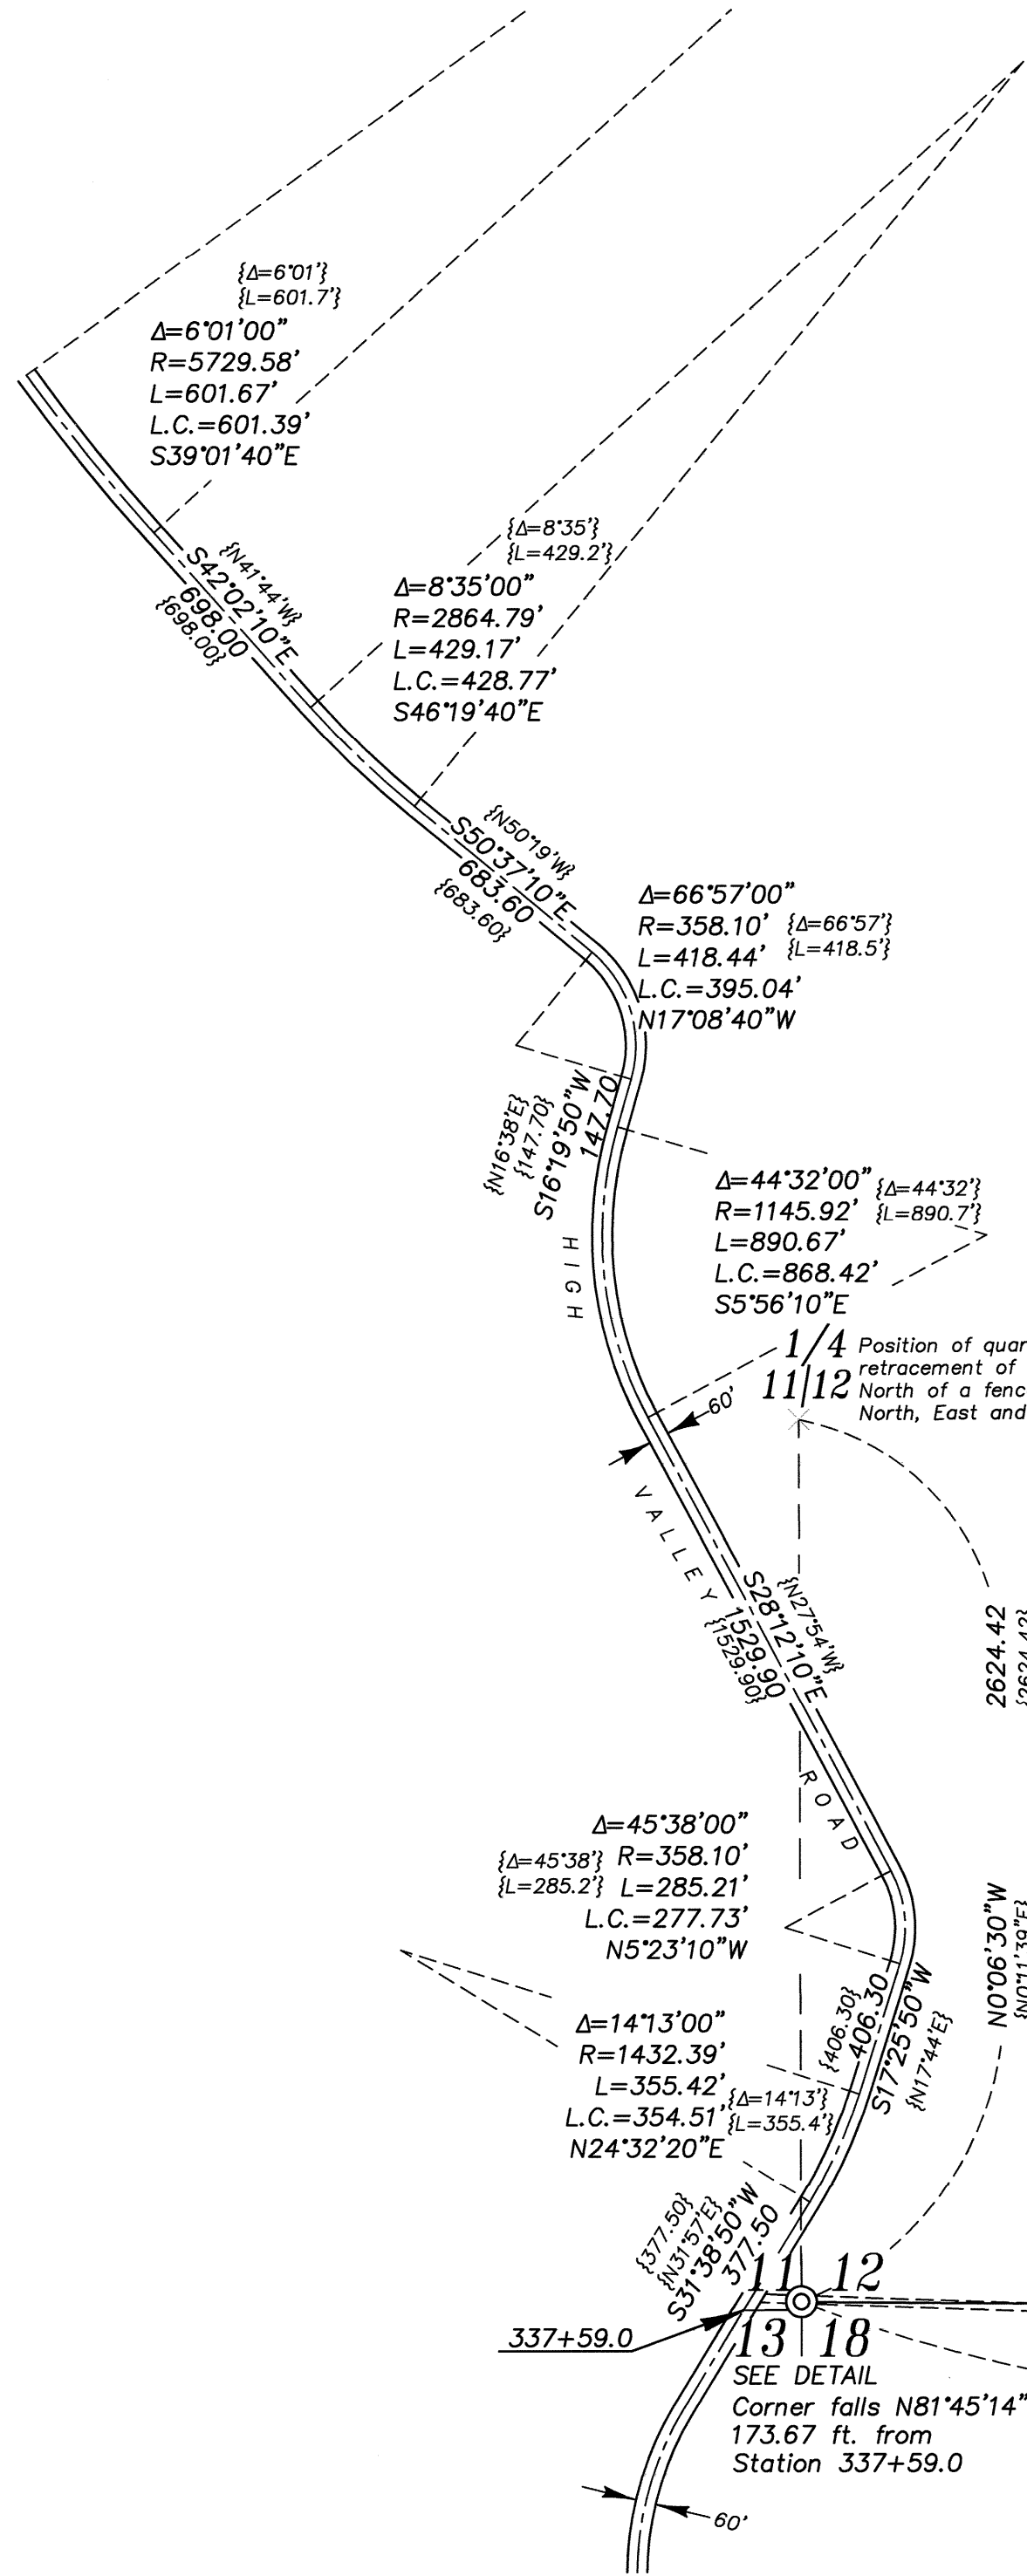 {Δ=6°01'}
{L=601.7'}
Δ=6°01'00"
R=5729.58'
L=601.67'
L.C.=601.39'
S39°01'40"E
{N41°44'W}
S42°02'10"E
698.00
{698.00}
{Δ=8°35'}
{L=429.2'}
Δ=8°35'00"
R=2864.79'
L=429.17'
L.C.=428.77'
S46°19'40"E
{N50°19'W}
S50°37'10"E
683.60
{683.60}
Δ=66°57'00"
R=358.10' {Δ=66°57'}
L=418.44' {L=418.5'}
L.C.=395.04'
N17°08'40"W
{N16°38'E}
{147.70}
S16°19'50"W
147.70
Δ=44°32'00" {Δ=44°32'}
R=1145.92' {L=890.7'}
L=890.67'
L.C.=868.42'
S5°56'10"E
HIGH
1/4
11|12
Position of quar
retracement of
North of a fenc
North, East and
60'
VALLEY
{N27°54'W}
S28°12'10"E
1529.90
{1529.90}
2624.42
{2624.42}
ROAD
Δ=45°38'00"
{Δ=45°38'} R=358.10'
{L=285.2'} L=285.21'
L.C.=277.73'
N5°23'10"W
N0°06'30"W
{N0°11'39"E}
{406.30}
406.30
S17°25'50"W
{N17°44'E}
Δ=14°13'00"
R=1432.39'
L=355.42' {Δ=14°13'}
L.C.=354.51' {L=355.4'}
N24°32'20"E
{377.50}
{N31°57'E}
S31°38'50"W
377.50
11 12
337+59.0
13 18
SEE DETAIL
Corner falls N81°45'14"
173.67 ft. from
Station 337+59.0
60'